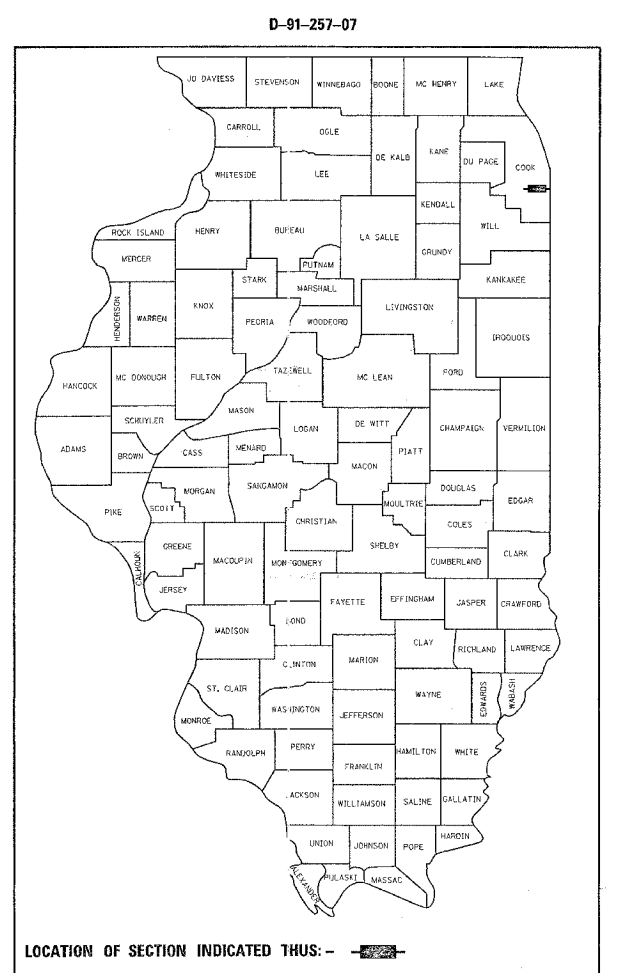 D-91-257-07
JO DAVIESS STEVENSON WINNEBAGO BOONE MC HENRY LAKE
CARROLL OGLE
DE KALB KANE DU PAGE COOK
WHITESIDE LEE
KENDALL
ROCK ISLAND HENRY BUREAU LA SALLE WILL
MERCER PUTNAM GRUNDY
STARK MARSHALL KANKAKEE
HENDERSON WARREN KNOX PEORIA WOODFORD LIVINGSTON IROQUOIS
HANCOCK MC DONOUGH FULTON TAZEWELL MC LEAN FORD
MASON
SCHUYLER LOGAN DE WITT CHAMPAIGN VERMILION
ADAMS BROWN CASS MENARD MACON PIATT
MORGAN SANGAMON DOUGLAS EDGAR
PIKE SCOTT CHRISTIAN MOULTRIE COLES
CALHOUN GREENE MACOUPIN MONTGOMERY SHELBY CUMBERLAND CLARK
JERSEY FAYETTE EFFINGHAM JASPER CRAWFORD
MADISON BOND
CLINTON MARION CLAY RICHLAND LAWRENCE
ST. CLAIR WAYNE EDWARDS WABASH
MONROE WASHINGTON JEFFERSON
RANDOLPH PERRY HAMILTON WHITE
FRANKLIN
JACKSON WILLIAMSON SALINE GALLATIN
UNION JOHNSON POPE HARDIN
ALEXANDER PULASKI MASSAC
LOCATION OF SECTION INDICATED THUS: -